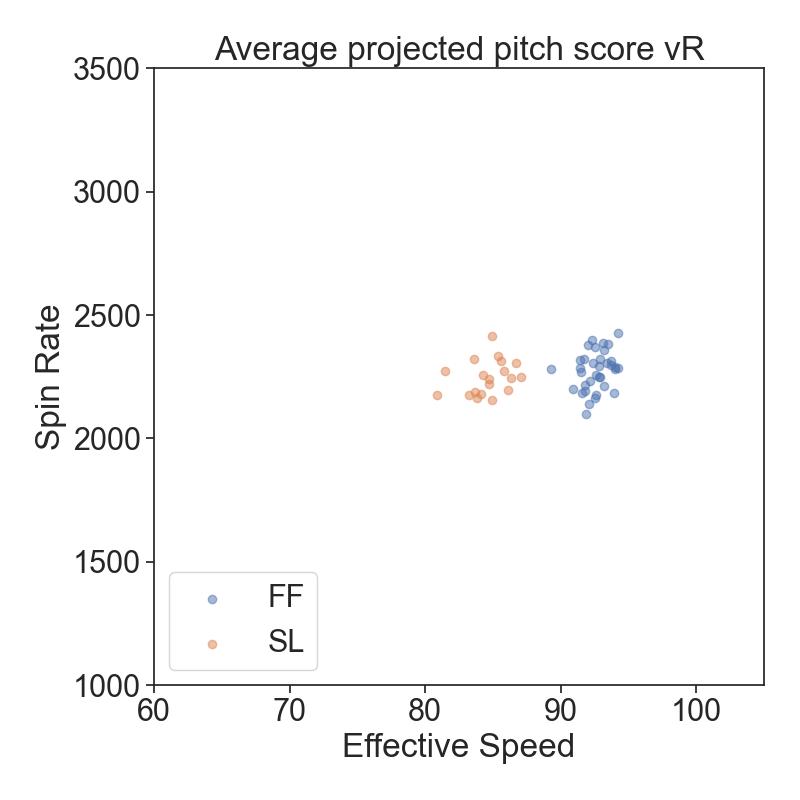 Average projected pitch score vR
3500
3000
2500
2000
1500
1000
Spin Rate
FF
SL
60 70 80 90 100
Effective Speed